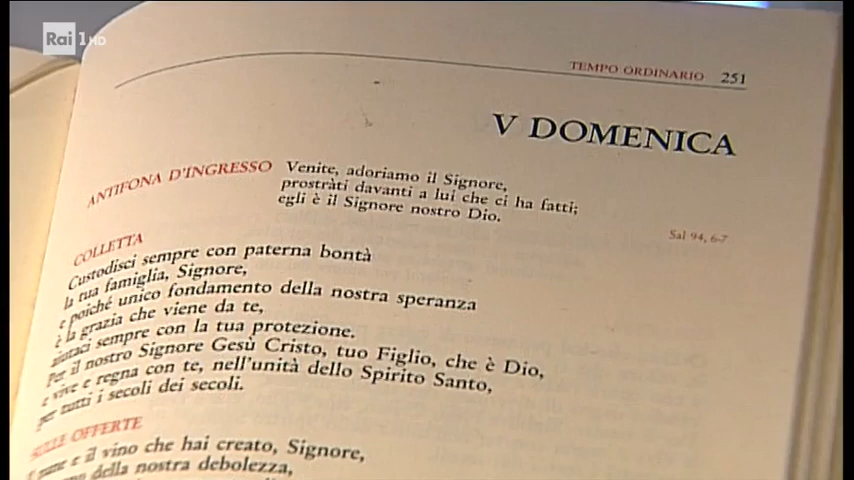 Rai 1 HD
TEMPO ORDINARIO 251
V DOMENICA
ANTIFONA D'INGRESSO Venite, adoriamo il Signore,
prostràti davanti a lui che ci ha fatti;
egli è il Signore nostro Dio.
Sal 94, 6-7
COLLETTA
Custodisci sempre con paterna bontà
la tua famiglia, Signore,
e poiché unico fondamento della nostra speranza
è la grazia che viene da te,
aiutaci sempre con la tua protezione.
Per il nostro Signore Gesù Cristo, tuo Figlio, che è Dio,
e vive e regna con te, nell'unità dello Spirito Santo,
per tutti i secoli dei secoli.
SULLE OFFERTE
pane e il vino che hai creato, Signore,
della nostra debolezza,